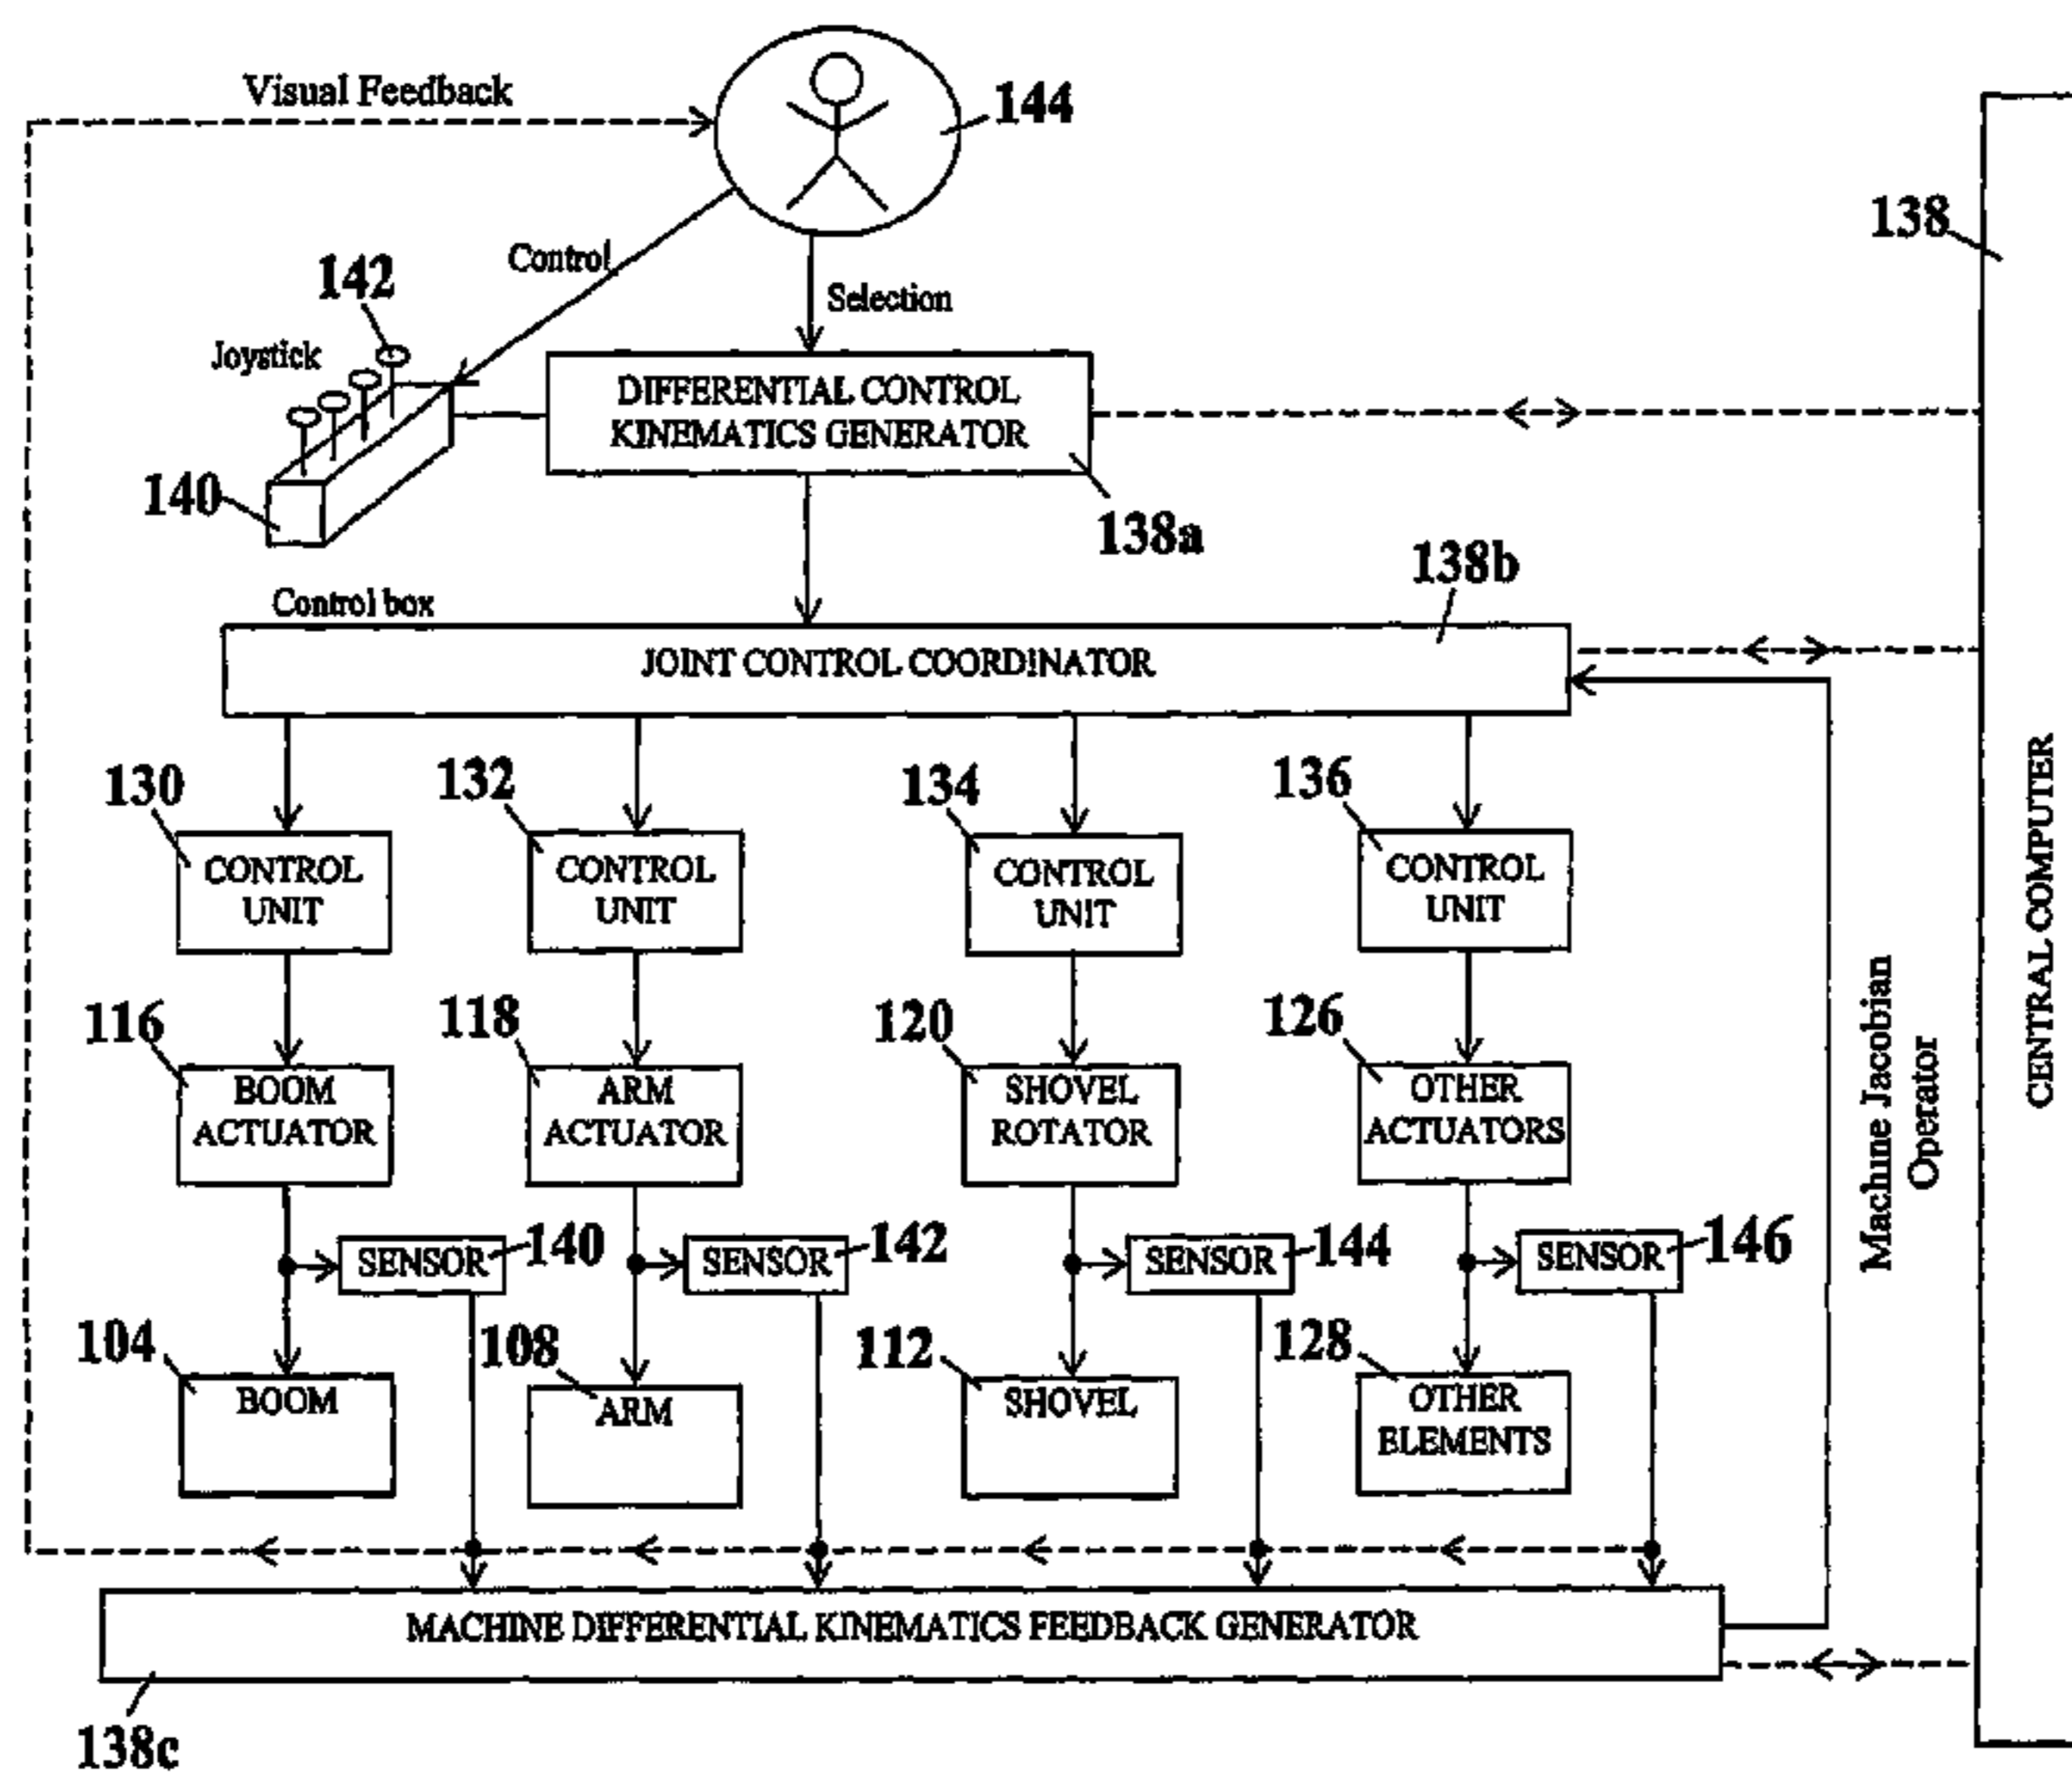 Visual Feedback
144
138
Control
142
Selection
Joystick
DIFFERENTIAL CONTROL
KINEMATICS GENERATOR
140
138a
138b
Control box
JOINT CONTROL COORDINATOR
130
132
134
136
CONTROL
UNIT
CONTROL
UNIT
CONTROL
UNIT
CONTROL
UNIT
CENTRAL COMPUTER
Machine Jacobian
Operator
116
118
120
126
BOOM
ACTUATOR
ARM
ACTUATOR
SHOVEL
ROTATOR
OTHER
ACTUATORS
SENSOR
140
SENSOR
142
SENSOR
144
SENSOR
146
104
108
112
128
BOOM
ARM
SHOVEL
OTHER
ELEMENTS
MACHINE DIFFERENTIAL KINEMATICS FEEDBACK GENERATOR
138c